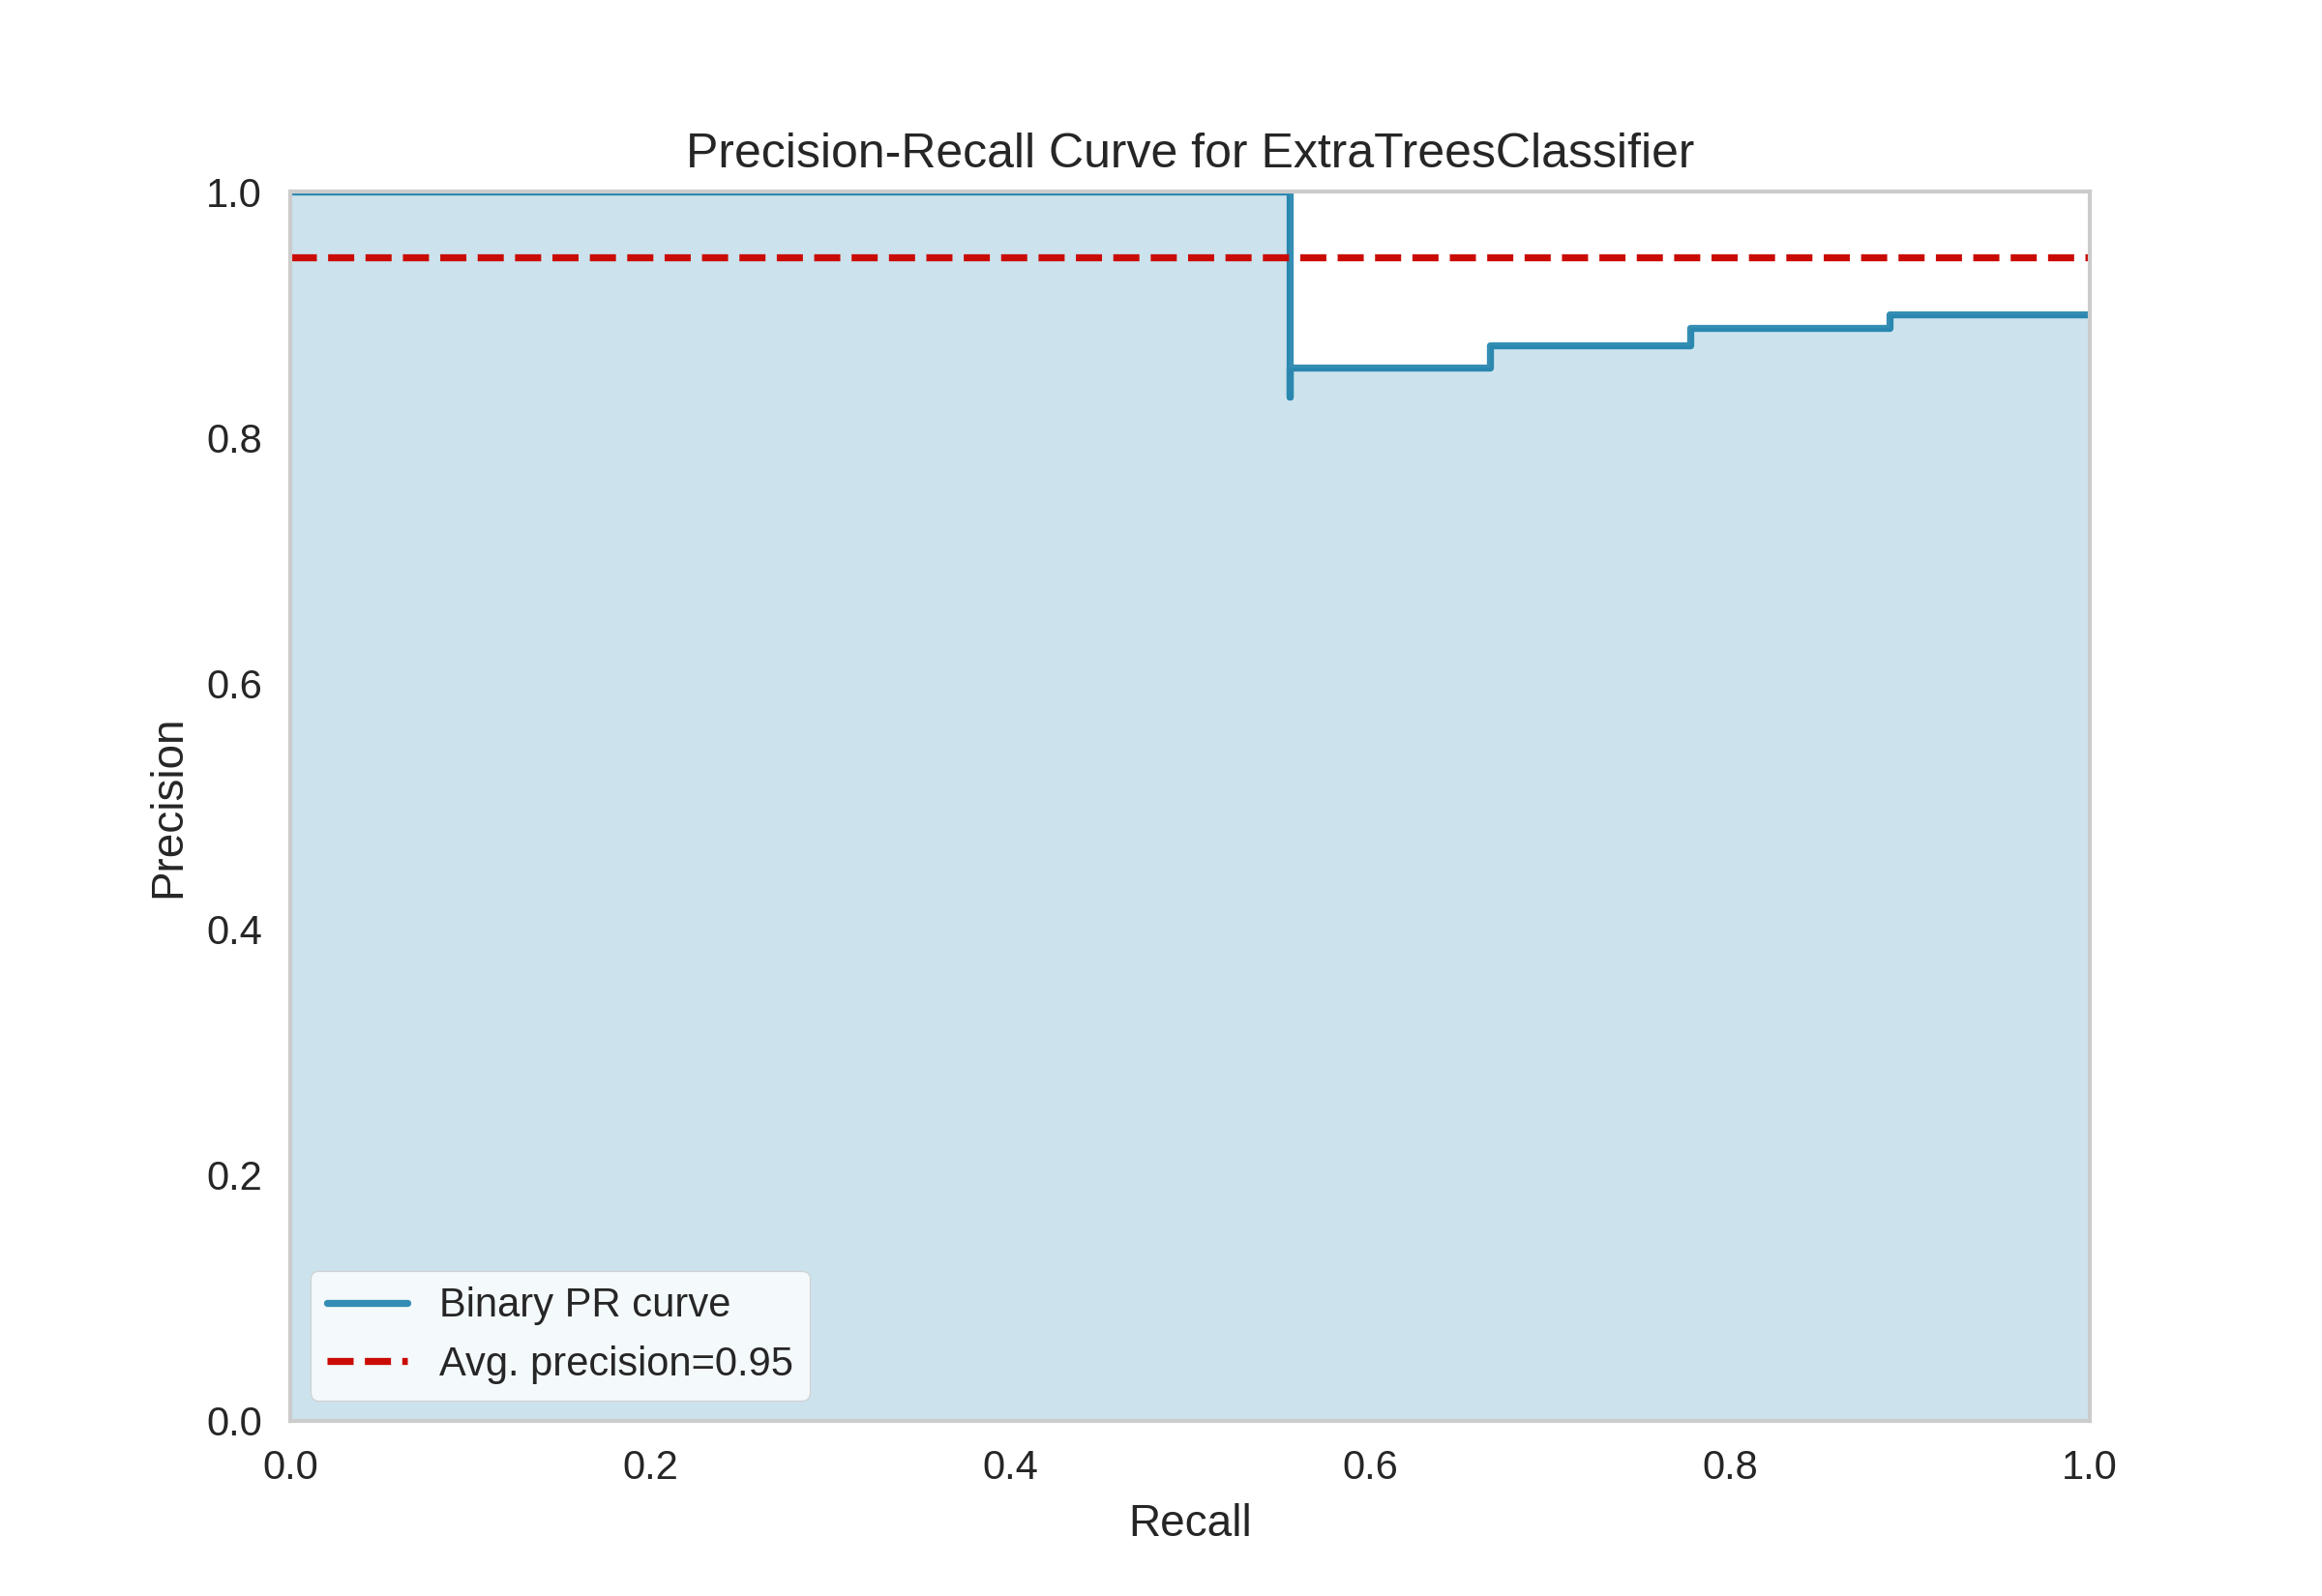 Precision-Recall Curve for ExtraTreesClassifier
1.0
0.8
0.6
0.4
0.2
0.0
Precision
Binary PR curve
Avg. precision=0.95
0.0 0.2 0.4 0.6 0.8 1.0
Recall